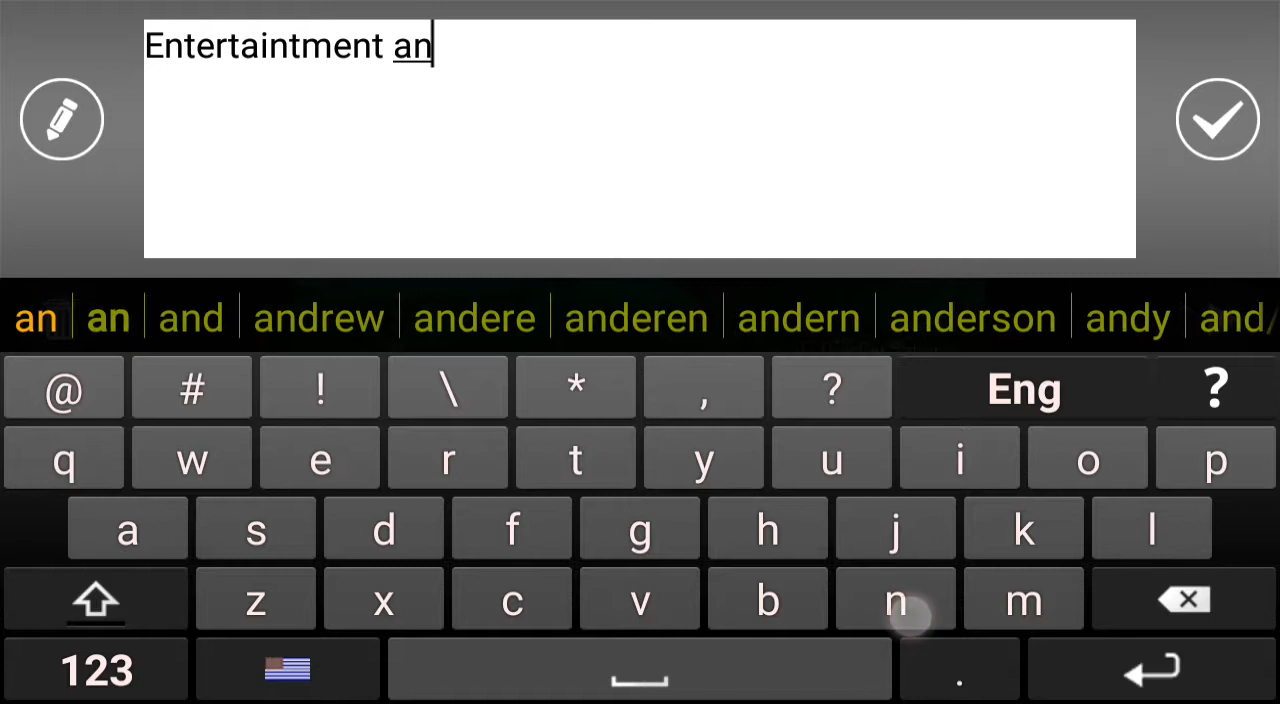 Entertaintment an
an an and andrew andere anderen andern anderson andy and/
@ # ! \ * , ? Eng ?
q w e r t y u i o p
a s d f g h j k l
z x c v b n m
123 .